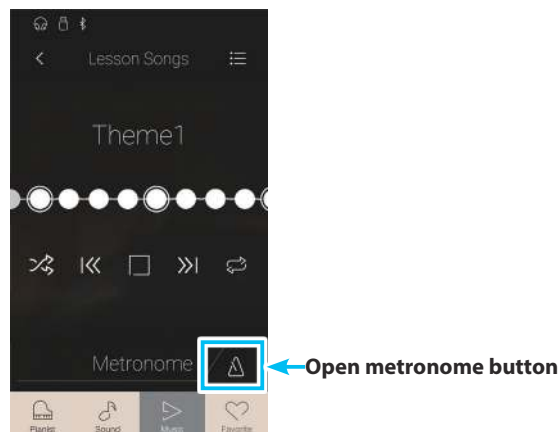 Lesson Songs
Theme1
Metronome
Open metronome button
Pianist
Sound
Music
Favorite